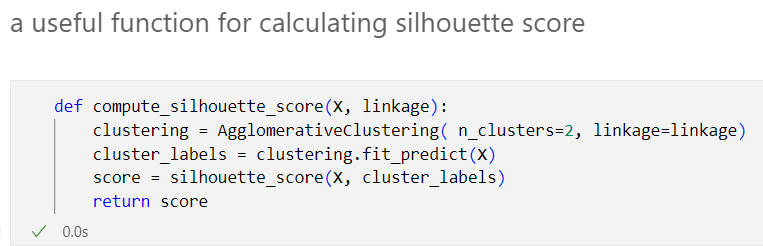 a useful function for calculating silhouette score
def compute_silhouette_score(X, linkage):
    clustering = AgglomerativeClustering( n_clusters=2, linkage=linkage)
    cluster_labels = clustering.fit_predict(X)
    score = silhouette_score(X, cluster_labels)
    return score
✓ 0.0s